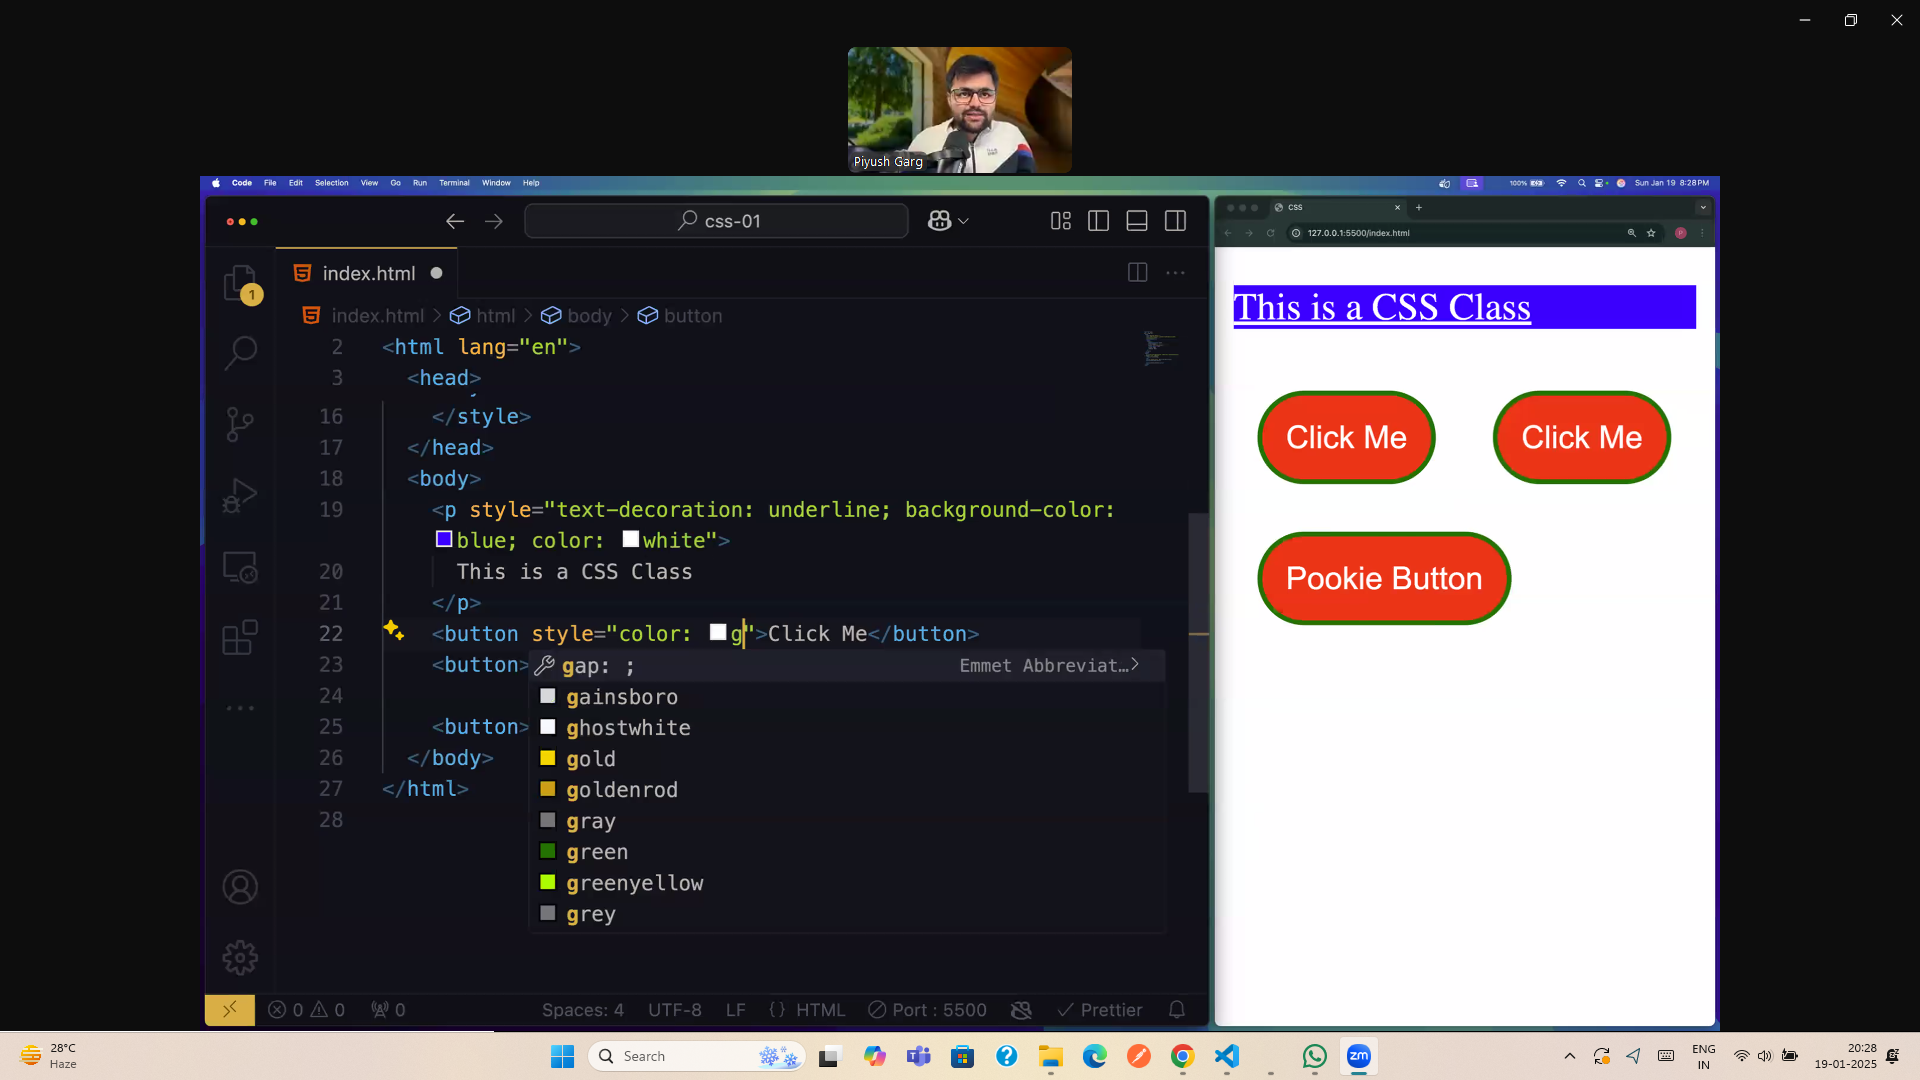 Piyush Garg
Code File Edit Selection View Go Run Terminal Window Help
100% Sun Jan 19 8:28PM
css-01
CSS
127.0.0.1:5500/index.html
1
index.html
index.html > html > body > button
2 <html lang="en">
3 <head>
16 </style>
17 </head>
18 <body>
19 <p style="text-decoration: underline; background-color:
blue; color: white">
20 This is a CSS Class
21 </p>
22 <button style="color: g">Click Me</button>
23 <button>
24
25 <button>
26 </body>
27 </html>
28
gap: ; Emmet Abbreviat…>
gainsboro
ghostwhite
gold
goldenrod
gray
green
greenyellow
grey
This is a CSS Class
Click Me Click Me
Pookie Button
0 0 0 Spaces: 4 UTF-8 LF {} HTML Port : 5500 Prettier
28°C
Haze
Search
zm
ENG
IN
20:28
19-01-2025